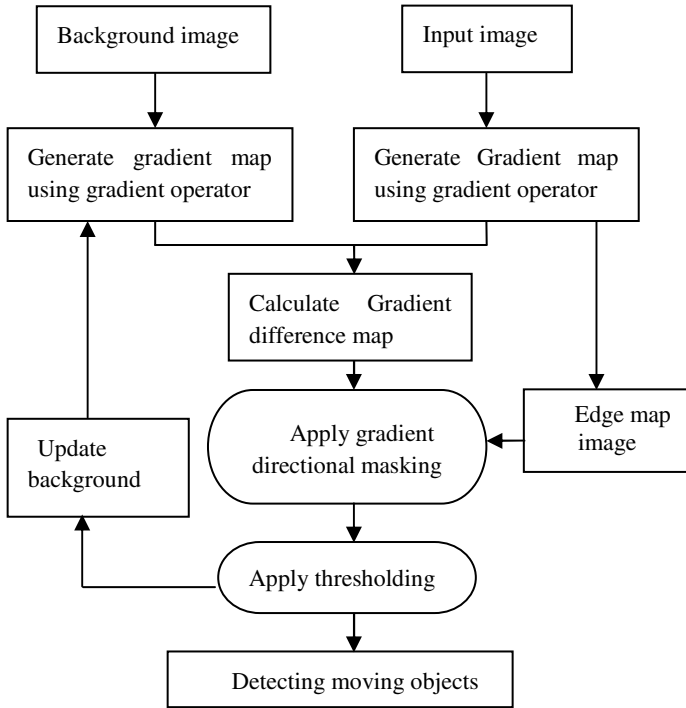 Background image
Input image
Generate gradient map
using gradient operator
Generate Gradient map
using gradient operator
Calculate Gradient
difference map
Apply gradient
directional masking
Edge map
image
Update
background
Apply thresholding
Detecting moving objects